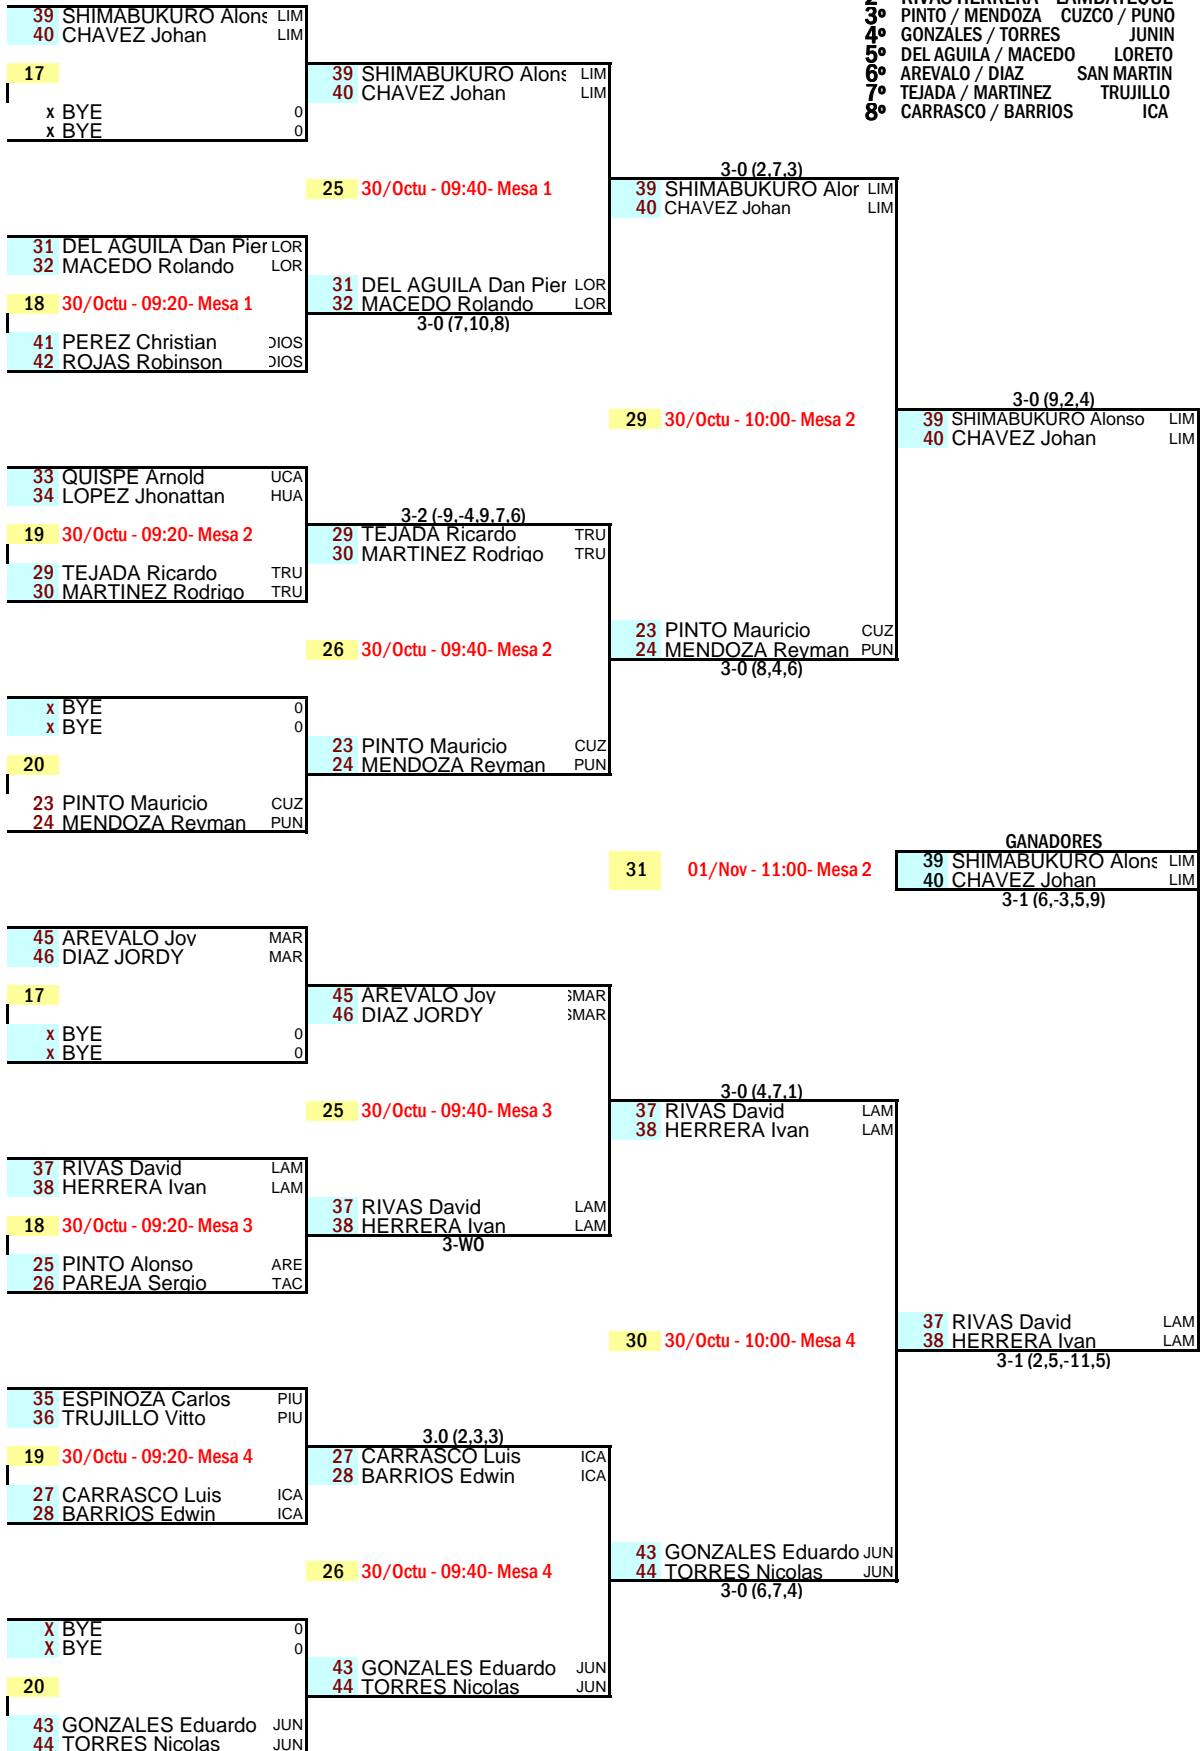 2º RIVAS HERRERA LAMBAYEQUE
39 SHIMABUKURO Alons LIM
3º PINTO / MENDOZA CUZCO / PUNO
40 CHAVEZ Johan LIM
4º GONZALES / TORRES JUNIN
5º DEL AGUILA / MACEDO LORETO
17
39 SHIMABUKURO Alons LIM
6º AREVALO / DIAZ SAN MARTIN
40 CHAVEZ Johan LIM
7º TEJADA / MARTINEZ TRUJILLO
x BYE 0
8º CARRASCO / BARRIOS ICA
x BYE 0
3-0 (2,7,3)
25 30/Octu - 09:40- Mesa 1
39 SHIMABUKURO Alor LIM
40 CHAVEZ Johan LIM
31 DEL AGUILA Dan Pier LOR
32 MACEDO Rolando LOR
31 DEL AGUILA Dan Pier LOR
18 30/Octu - 09:20- Mesa 1
32 MACEDO Rolando LOR
3-0 (7,10,8)
41 PEREZ Christian DIOS
42 ROJAS Robinson DIOS
3-0 (9,2,4)
29 30/Octu - 10:00- Mesa 2
39 SHIMABUKURO Alonso LIM
40 CHAVEZ Johan LIM
33 QUISPE Arnold UCA
34 LOPEZ Jhonattan HUA
3-2 (-9,-4,9,7,6)
19 30/Octu - 09:20- Mesa 2
29 TEJADA Ricardo TRU
30 MARTINEZ Rodrigo TRU
29 TEJADA Ricardo TRU
30 MARTINEZ Rodrigo TRU
23 PINTO Mauricio CUZ
26 30/Octu - 09:40- Mesa 2
24 MENDOZA Reyman PUN
3-0 (8,4,6)
x BYE 0
x BYE 0
23 PINTO Mauricio CUZ
20
24 MENDOZA Reyman PUN
23 PINTO Mauricio CUZ
24 MENDOZA Reyman PUN
GANADORES
31 01/Nov - 11:00- Mesa 2
39 SHIMABUKURO Alons LIM
40 CHAVEZ Johan LIM
3-1 (6,-3,5,9)
45 AREVALO Joy MAR
46 DIAZ JORDY MAR
17
45 AREVALO Joy SMAR
46 DIAZ JORDY SMAR
x BYE 0
x BYE 0
3-0 (4,7,1)
25 30/Octu - 09:40- Mesa 3
37 RIVAS David LAM
38 HERRERA Ivan LAM
37 RIVAS David LAM
38 HERRERA Ivan LAM
37 RIVAS David LAM
18 30/Octu - 09:20- Mesa 3
38 HERRERA Ivan LAM
3-WO
25 PINTO Alonso ARE
26 PAREJA Sergio TAC
37 RIVAS David LAM
30 30/Octu - 10:00- Mesa 4
38 HERRERA Ivan LAM
3-1 (2,5,-11,5)
35 ESPINOZA Carlos PIU
36 TRUJILLO Vitto PIU
3.0 (2,3,3)
19 30/Octu - 09:20- Mesa 4
27 CARRASCO Luis ICA
28 BARRIOS Edwin ICA
27 CARRASCO Luis ICA
28 BARRIOS Edwin ICA
43 GONZALES Eduardo JUN
26 30/Octu - 09:40- Mesa 4
44 TORRES Nicolas JUN
3-0 (6,7,4)
X BYE 0
X BYE 0
43 GONZALES Eduardo JUN
20
44 TORRES Nicolas JUN
43 GONZALES Eduardo JUN
44 TORRES Nicolas JUN